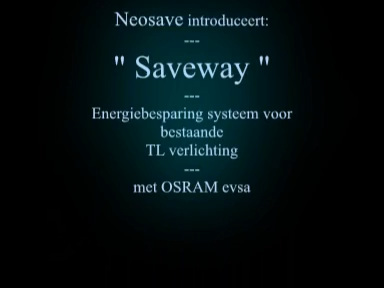 Neosave introduceert:
---
" Saveway "
---
Energiebesparing systeem voor
bestaande
TL verlichting
---
met OSRAM evsa